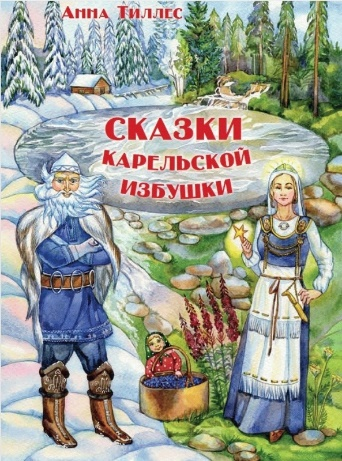 Анна Тиллес
Сказки
карельской
избушки